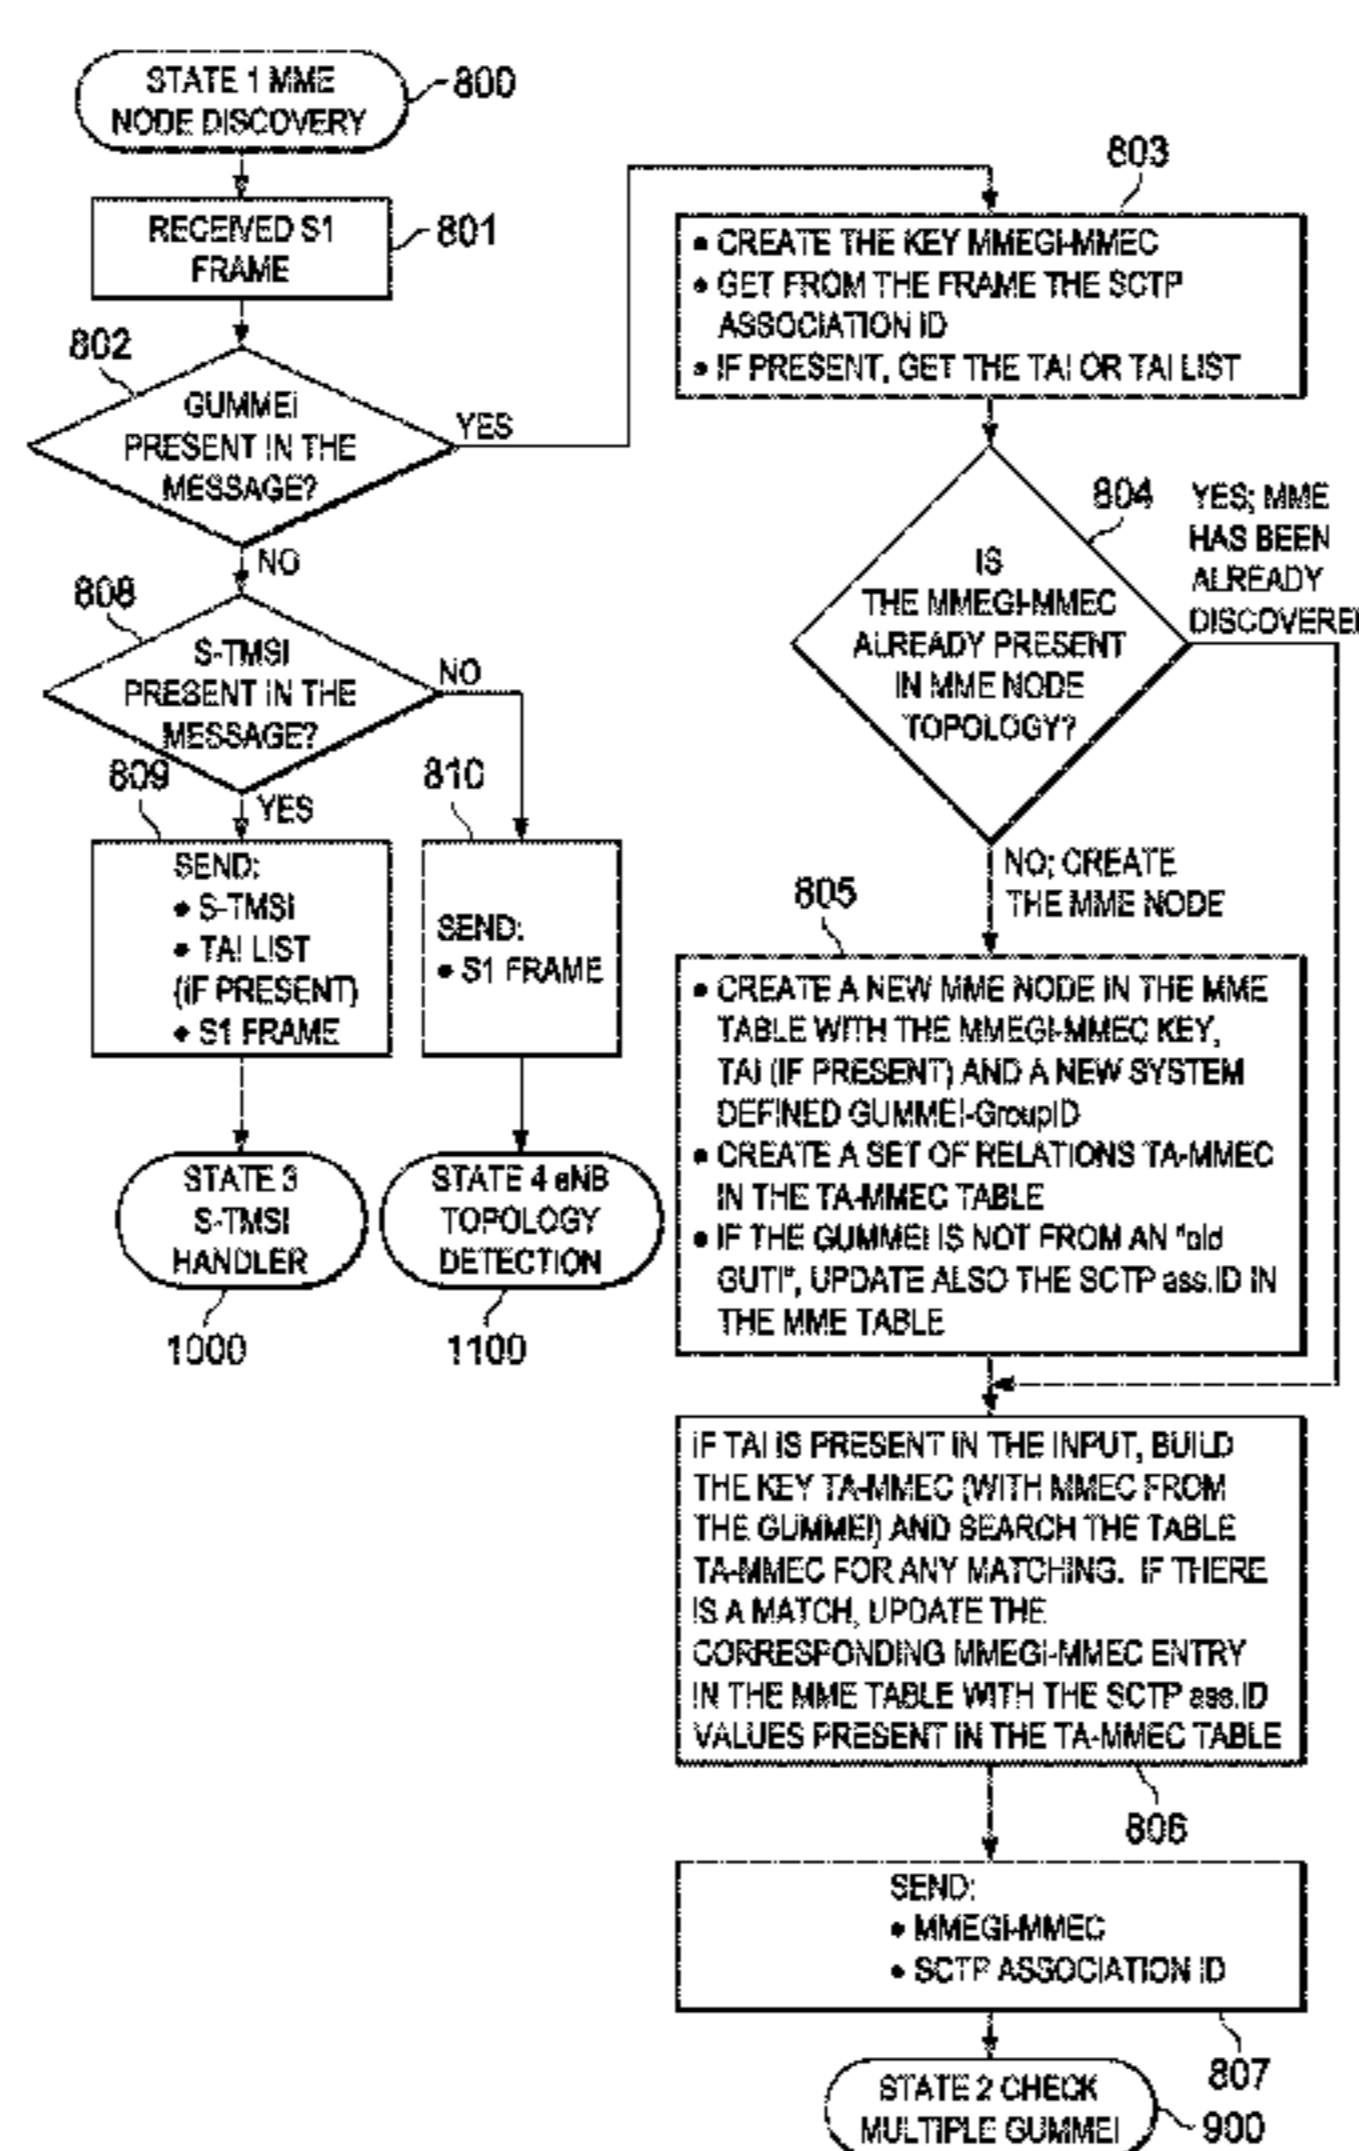 STATE 1 MME
NODE DISCOVERY
800
RECEIVED S1
FRAME
801
802
GUMMEI
PRESENT IN THE
MESSAGE?
YES
NO
808
S-TMSI
PRESENT IN THE
MESSAGE?
NO
YES
809
SEND:
• S-TMSI
• TAI LIST
(IF PRESENT)
• S1 FRAME
810
SEND:
• S1 FRAME
STATE 3
S-TMSI
HANDLER
1000
STATE 4 eNB
TOPOLOGY
DETECTION
1100
803
• CREATE THE KEY MMEGI-MMEC
• GET FROM THE FRAME THE SCTP
ASSOCIATION ID
• IF PRESENT, GET THE TAI OR TAI LIST
804
IS
THE MMEGI-MMEC
ALREADY PRESENT
IN MME NODE
TOPOLOGY?
YES; MME
HAS BEEN
ALREADY
DISCOVERE
NO; CREATE
THE MME NODE
805
• CREATE A NEW MME NODE IN THE MME
TABLE WITH THE MMEGI-MMEC KEY,
TAI (IF PRESENT) AND A NEW SYSTEM
DEFINED GUMMEI-GroupID
• CREATE A SET OF RELATIONS TA-MMEC
IN THE TA-MMEC TABLE
• IF THE GUMMEI IS NOT FROM AN "old
GUTI", UPDATE ALSO THE SCTP ass.ID IN
THE MME TABLE
IF TAI IS PRESENT IN THE INPUT, BUILD
THE KEY TA-MMEC (WITH MMEC FROM
THE GUMMEI) AND SEARCH THE TABLE
TA-MMEC FOR ANY MATCHING. IF THERE
IS A MATCH, UPDATE THE
CORRESPONDING MMEGI-MMEC ENTRY
IN THE MME TABLE WITH THE SCTP ass.ID
VALUES PRESENT IN THE TA-MMEC TABLE
806
SEND:
• MMEGI-MMEC
• SCTP ASSOCIATION ID
807
STATE 2 CHECK
MULTIPLE GUMMEI
900